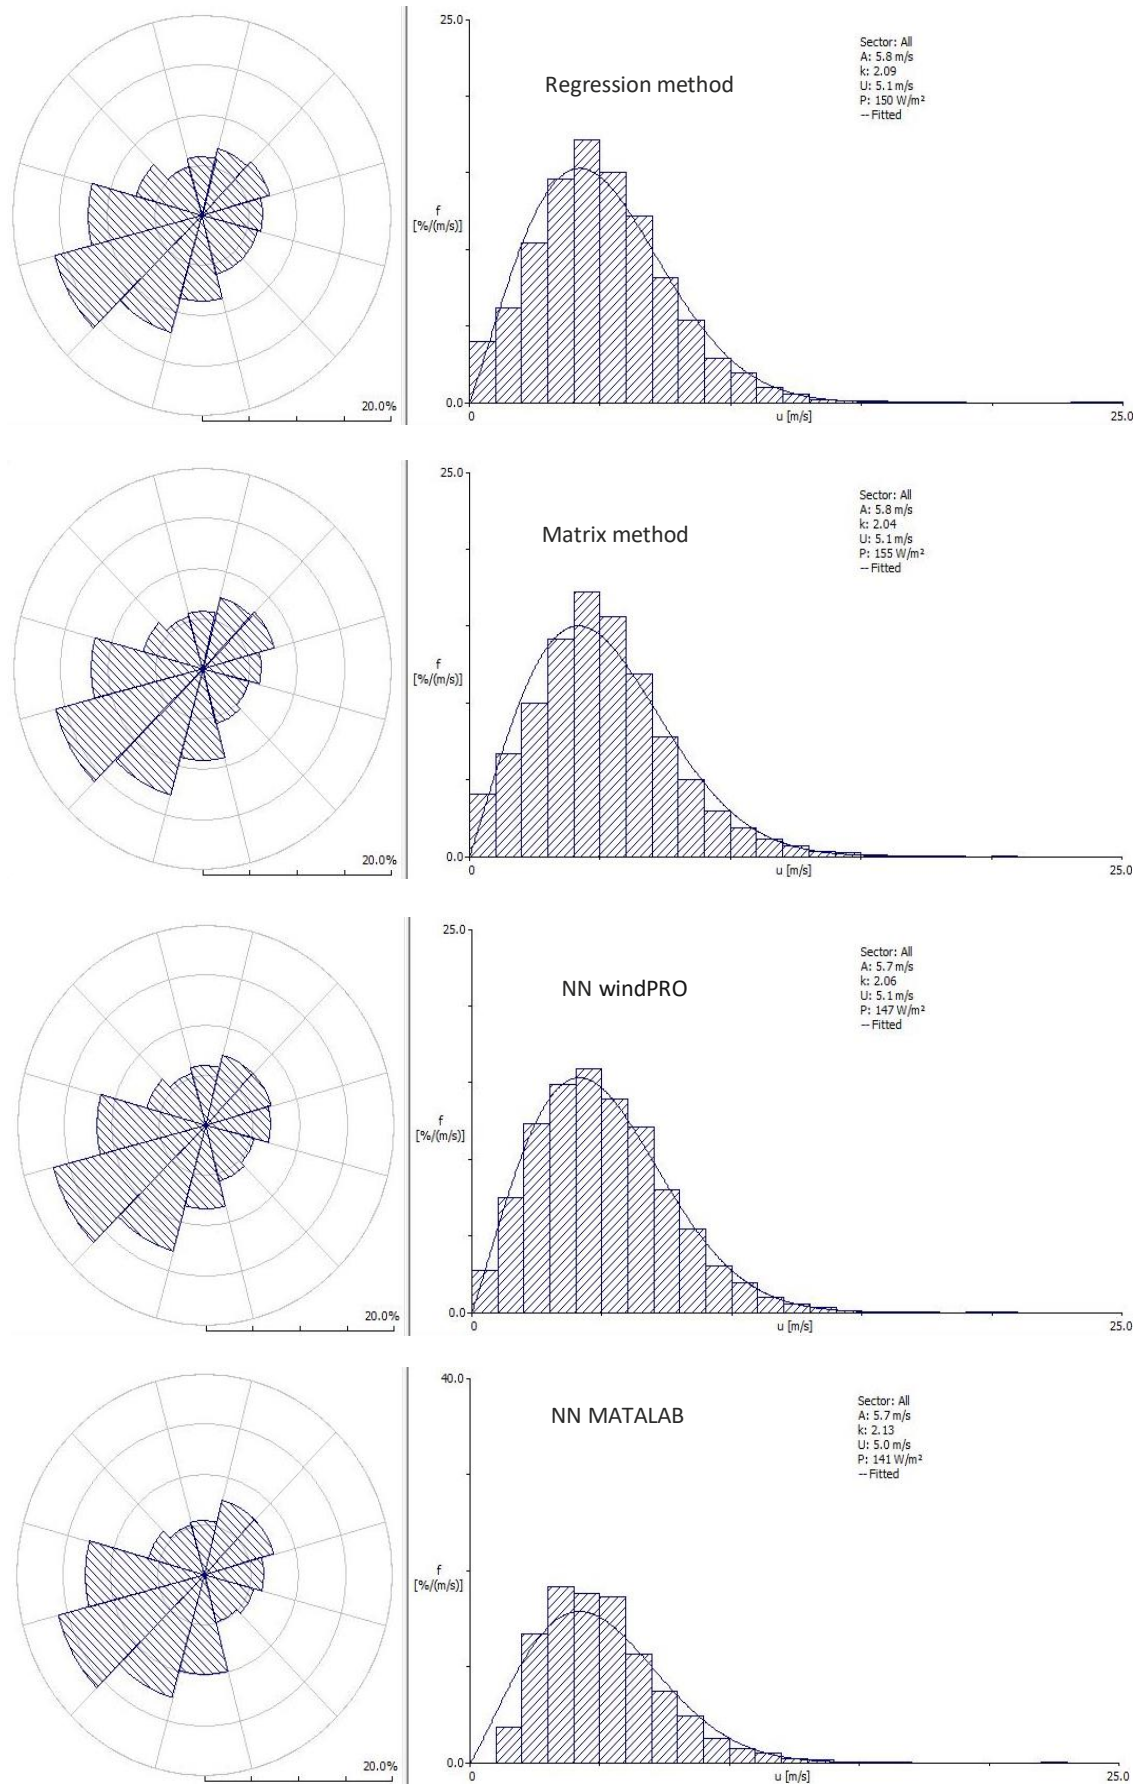 25.0
Sector: All
A: 5.8 m/s
k: 2.09
U: 5.1 m/s
P: 150 W/m²
-- Fitted
Regression method
f
[%/(m/s)]
20.0%
0.0
0
u [m/s]
25.0
25.0
Sector: All
A: 5.8 m/s
k: 2.04
U: 5.1 m/s
P: 155 W/m²
-- Fitted
Matrix method
f
[%/(m/s)]
20.0%
0.0
0
u [m/s]
25.0
25.0
Sector: All
A: 5.7 m/s
k: 2.06
U: 5.1 m/s
P: 147 W/m²
-- Fitted
NN windPRO
f
[%/(m/s)]
20.0%
0.0
0
u [m/s]
25.0
40.0
Sector: All
A: 5.7 m/s
k: 2.13
U: 5.0 m/s
P: 141 W/m²
-- Fitted
NN MATALAB
f
[%/(m/s)]
20.0%
0.0
0
u [m/s]
25.0